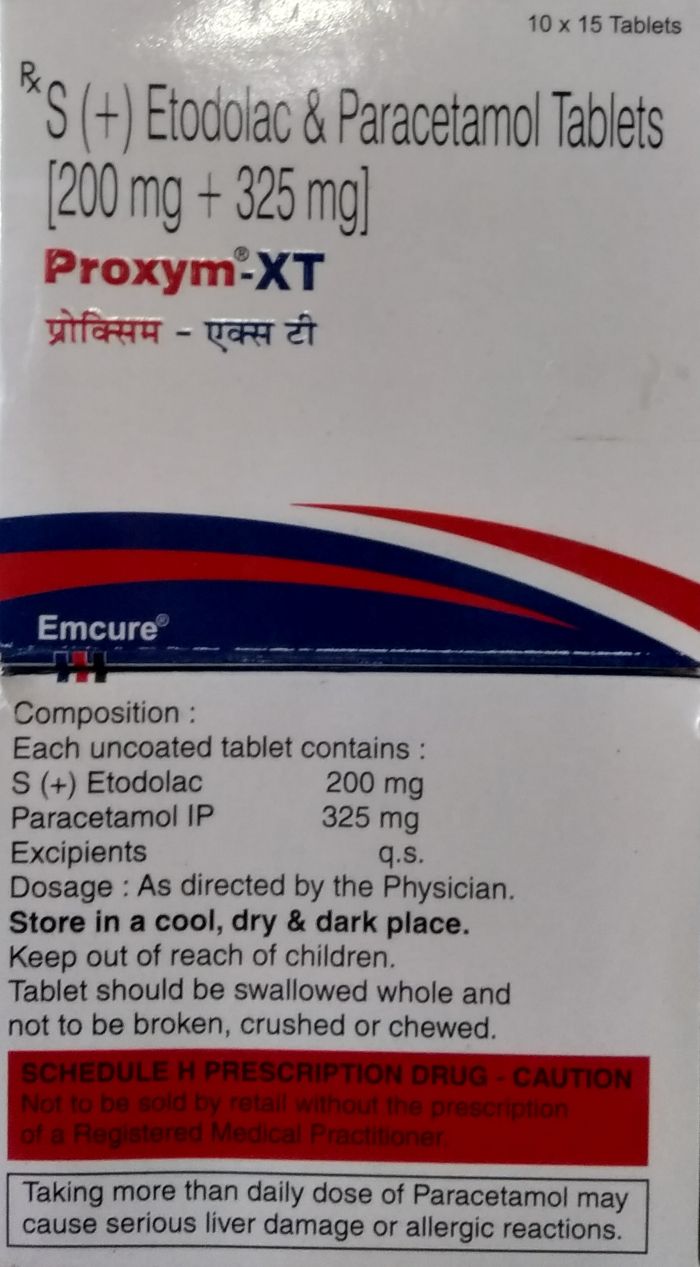 10 x 15 Tablets
Rx S (+) Etodolac & Paracetamol Tablets
[200 mg + 325 mg]
Proxym®-XT
प्रोक्सिम - एक्स टी
Emcure®
Composition :
Each uncoated tablet contains :
S (+) Etodolac 200 mg
Paracetamol IP 325 mg
Excipients q.s.
Dosage : As directed by the Physician.
Store in a cool, dry & dark place.
Keep out of reach of children.
Tablet should be swallowed whole and
not to be broken, crushed or chewed.
SCHEDULE H PRESCRIPTION DRUG - CAUTION
Not to be sold by retail without the prescription
of a Registered Medical Practitioner.
Taking more than daily dose of Paracetamol may
cause serious liver damage or allergic reactions.